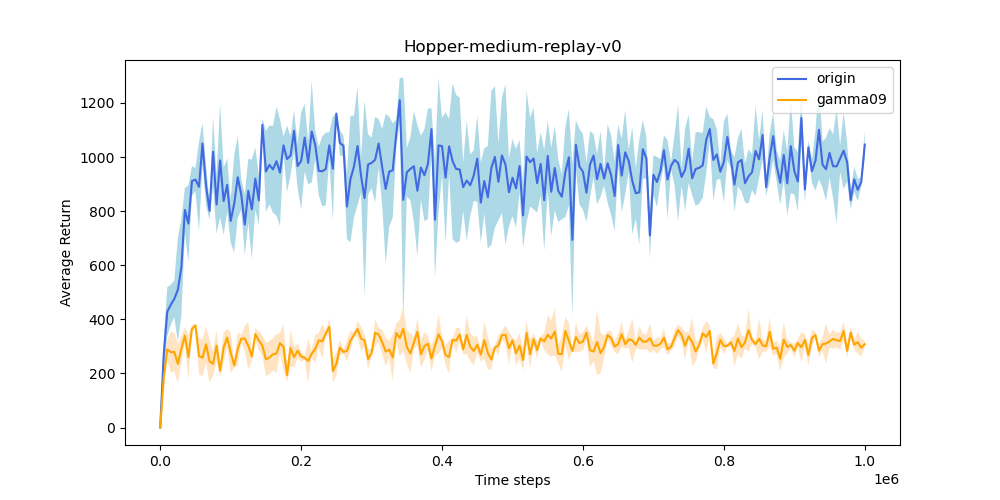 Hopper-medium-replay-v0
origin
gamma09
Average Return
1200
1000
800
600
400
200
0
0.0 0.2 0.4 0.6 0.8 1.0
1e6
Time steps